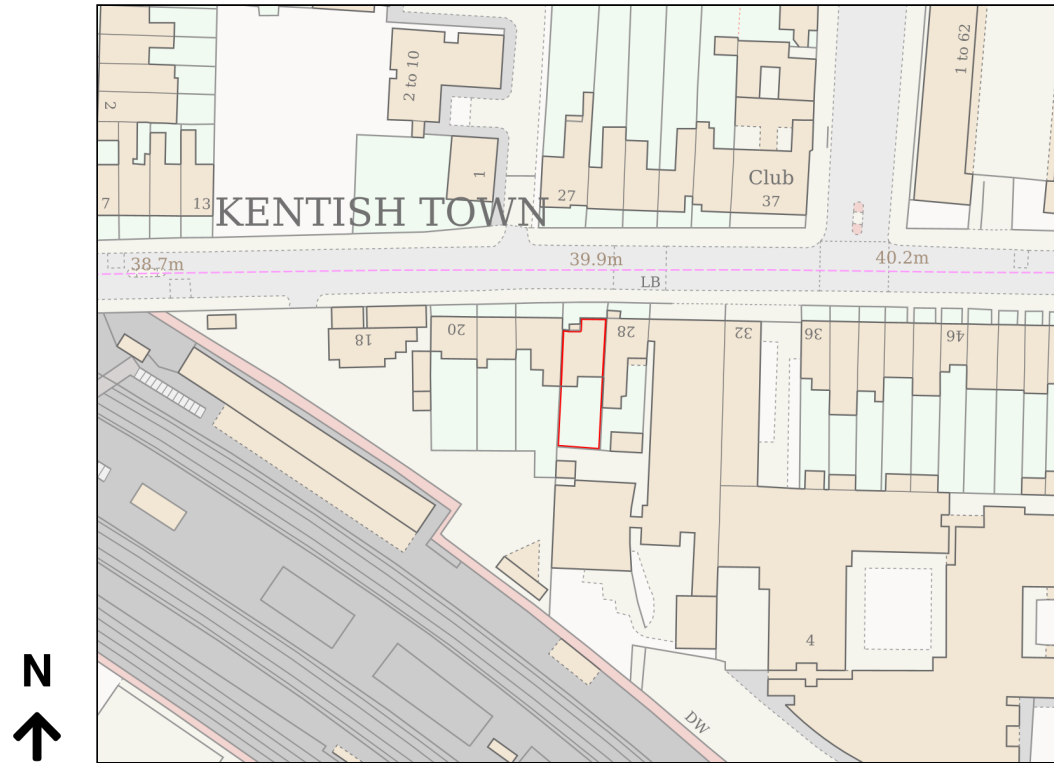 1 to 62
2 to 10
2
1
Club
27
37
7
13
KENTISH TOWN
38.7m
39.9m
40.2m
LB
18
20
28
32
36
46
4
N
DW